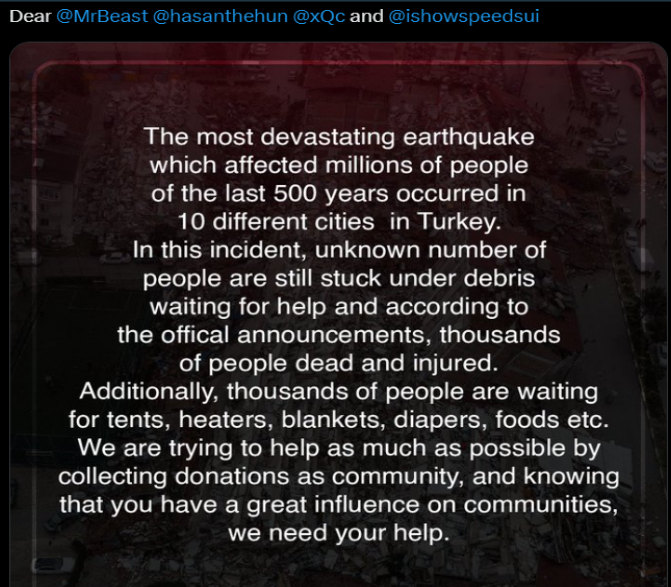 Dear @MrBeast @hasanthehun @xQc and @ishowspeedsui
The most devastating earthquake
which affected millions of people
of the last 500 years occurred in
10 different cities in Turkey.
In this incident, unknown number of
people are still stuck under debris
waiting for help and according to
the offical announcements, thousands
of people dead and injured.
Additionally, thousands of people are waiting
for tents, heaters, blankets, diapers, foods etc.
We are trying to help as much as possible by
collecting donations as community, and knowing
that you have a great influence on communities,
we need your help.